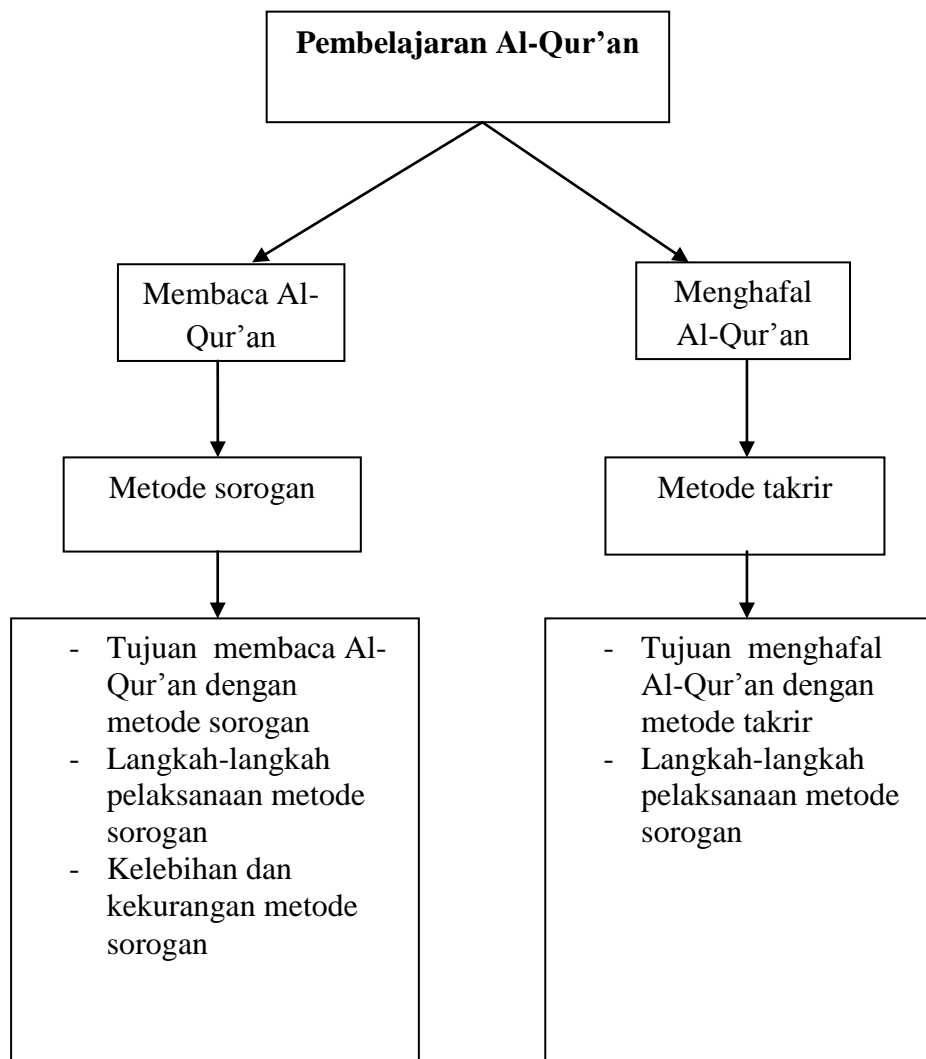 Pembelajaran Al-Qur’an
Membaca Al-
Qur’an
Menghafal
Al-Qur’an
Metode sorogan
Metode takrir
- Tujuan membaca Al-
Qur’an dengan
metode sorogan
- Langkah-langkah
pelaksanaan metode
sorogan
- Kelebihan dan
kekurangan metode
sorogan
- Tujuan menghafal
Al-Qur’an dengan
metode takrir
- Langkah-langkah
pelaksanaan metode
sorogan